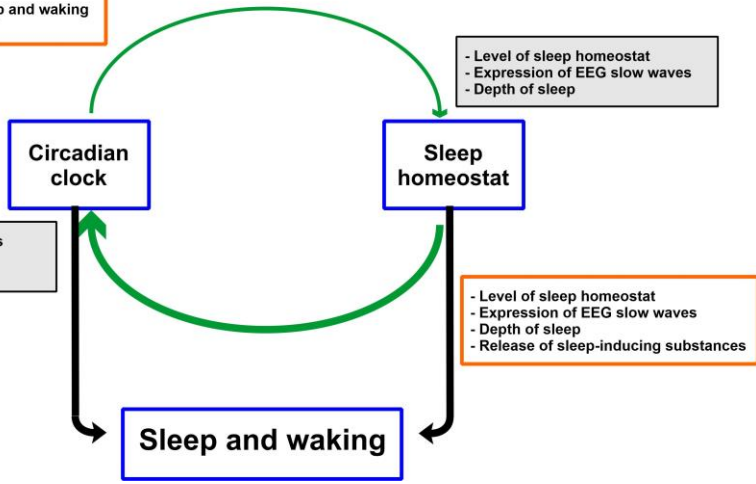 and waking
- Level of sleep homeostat
- Expression of EEG slow waves
- Depth of sleep
Circadian
clock
Sleep
homeostat
- Level of sleep homeostat
- Expression of EEG slow waves
- Depth of sleep
- Release of sleep-inducing substances
Sleep and waking